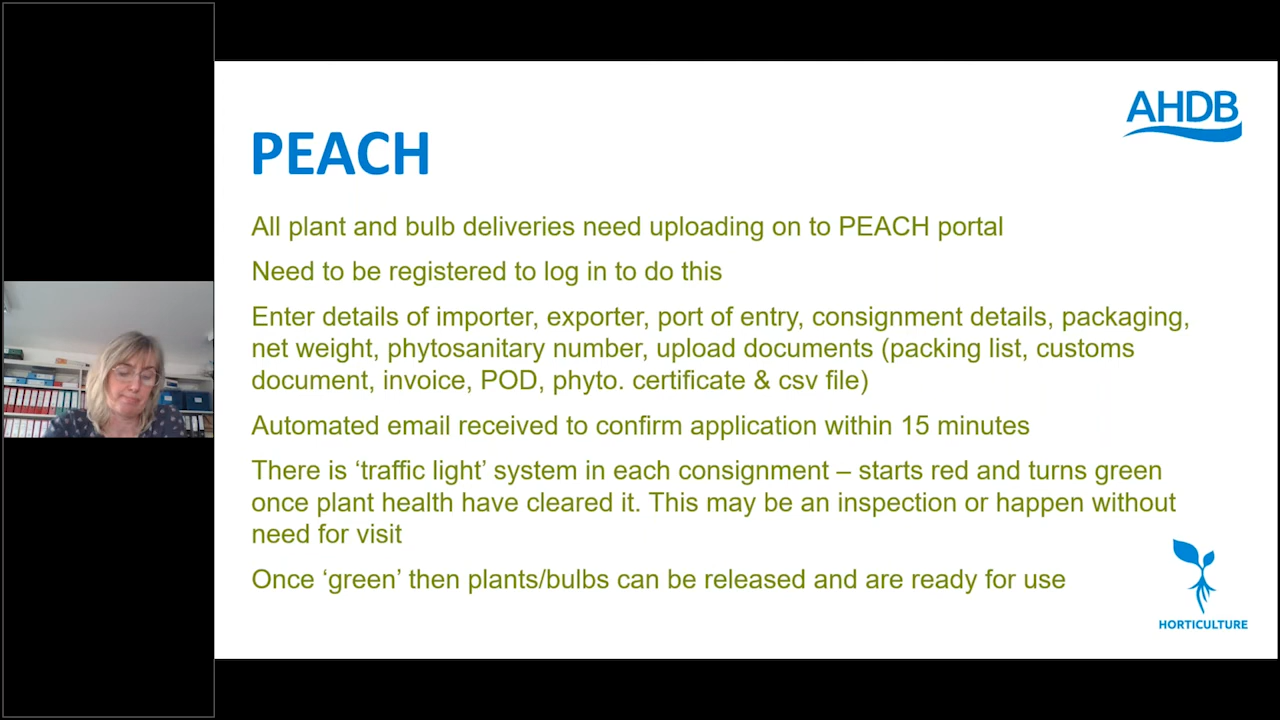 AHDB
PEACH
All plant and bulb deliveries need uploading on to PEACH portal
Need to be registered to log in to do this
Enter details of importer, exporter, port of entry, consignment details, packaging,
net weight, phytosanitary number, upload documents (packing list, customs
document, invoice, POD, phyto. certificate & csv file)
Automated email received to confirm application within 15 minutes
There is ‘traffic light’ system in each consignment – starts red and turns green
once plant health have cleared it. This may be an inspection or happen without
need for visit
Once ‘green’ then plants/bulbs can be released and are ready for use
HORTICULTURE